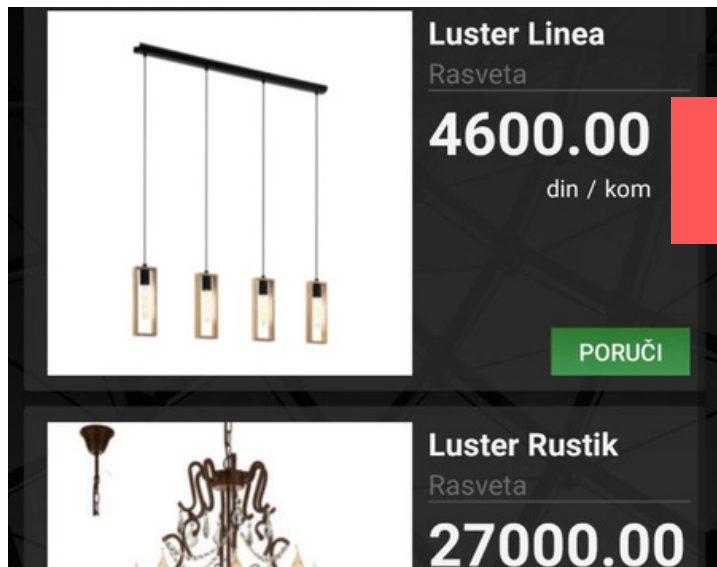 Luster Linea
Rasveta
4600.00
din / kom
PORUČI
Luster Rustik
Rasveta
27000.00